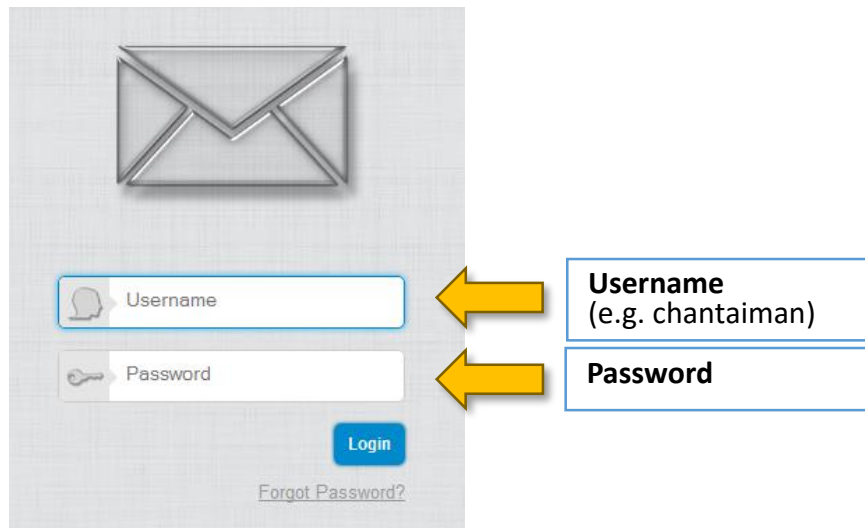 Username
Username
(e.g. chantaiman)
Password
Password
Login
Forgot Password?